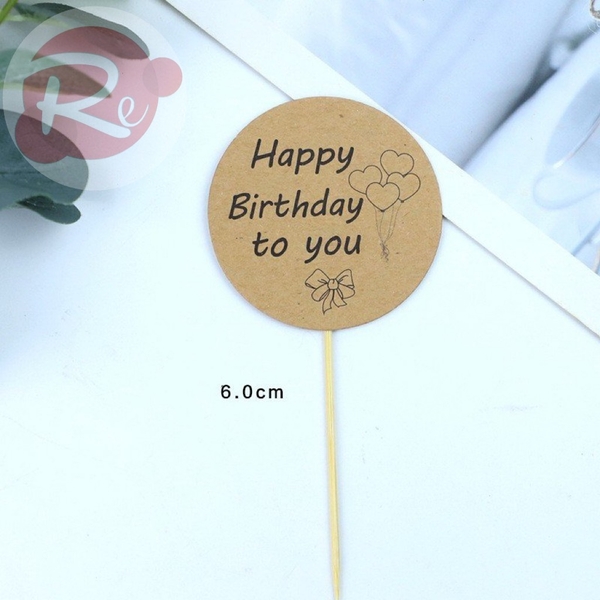 Re
Happy
Birthday
to you
6.0cm